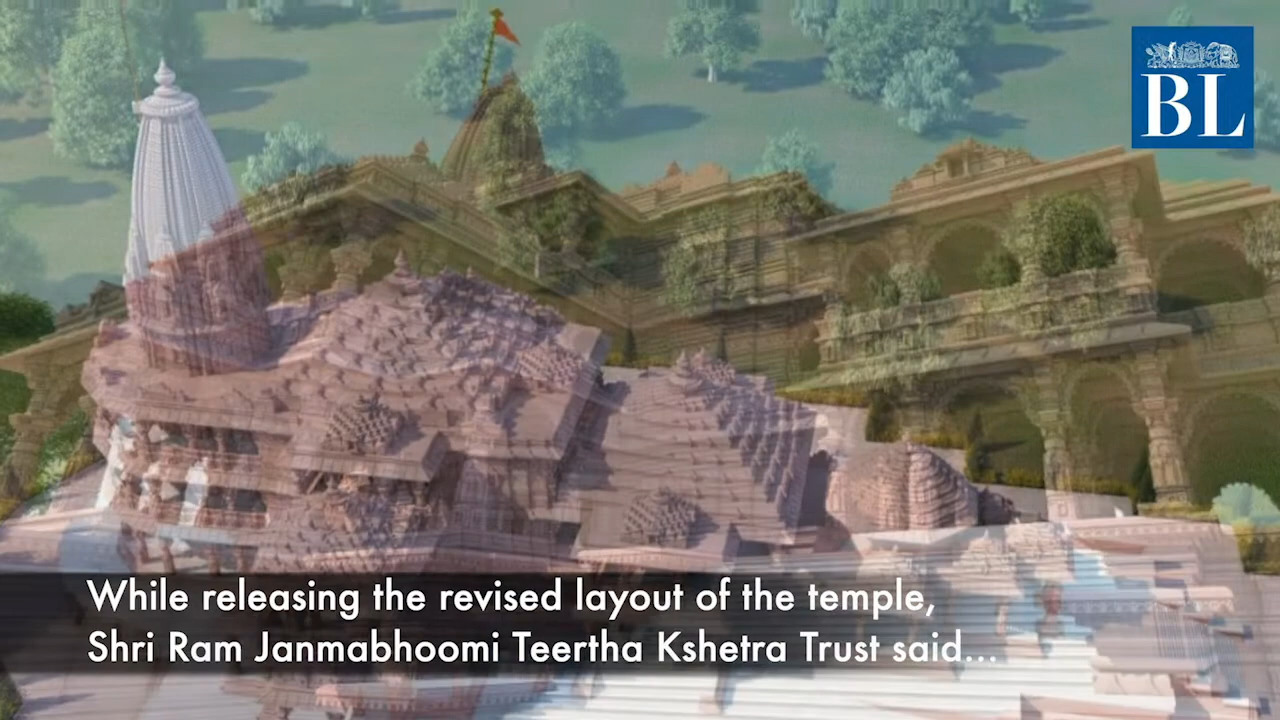 BL
While releasing the revised layout of the temple,
Shri Ram Janmabhoomi Teertha Kshetra Trust said...